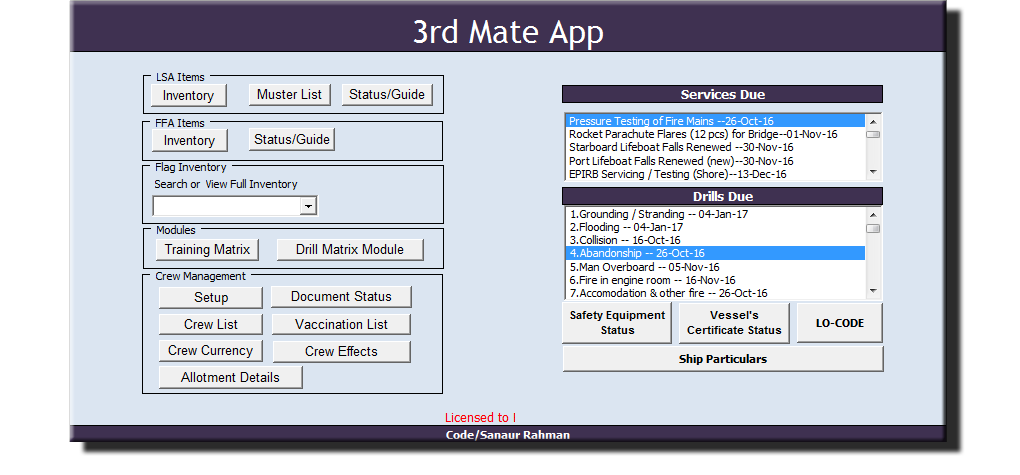 3rd Mate App
LSA Items
Inventory
Muster List
Status/Guide
FFA Items
Inventory
Status/Guide
Flag Inventory
Search or View Full Inventory
Modules
Training Matrix
Drill Matrix Module
Crew Management
Setup
Document Status
Crew List
Vaccination List
Crew Currency
Crew Effects
Allotment Details
Services Due
Pressure Testing of Fire Mains --26-Oct-16
Rocket Parachute Flares (12 pcs) for Bridge--01-Nov-16
Starboard Lifeboat Falls Renewed --30-Nov-16
Port Lifeboat Falls Renewed (new)--30-Nov-16
EPIRB Servicing / Testing (Shore)--13-Dec-16
Drills Due
1.Grounding / Stranding -- 04-Jan-17
2.Flooding -- 04-Jan-17
3.Collision -- 16-Oct-16
4.Abandonship -- 26-Oct-16
5.Man Overboard -- 05-Nov-16
6.Fire in engine room -- 16-Nov-16
7.Accomodation & other fire -- 26-Oct-16
Safety Equipment
Status
Vessel's
Certificate Status
LO-CODE
Ship Particulars
Licensed to I
Code/Sanaur Rahman